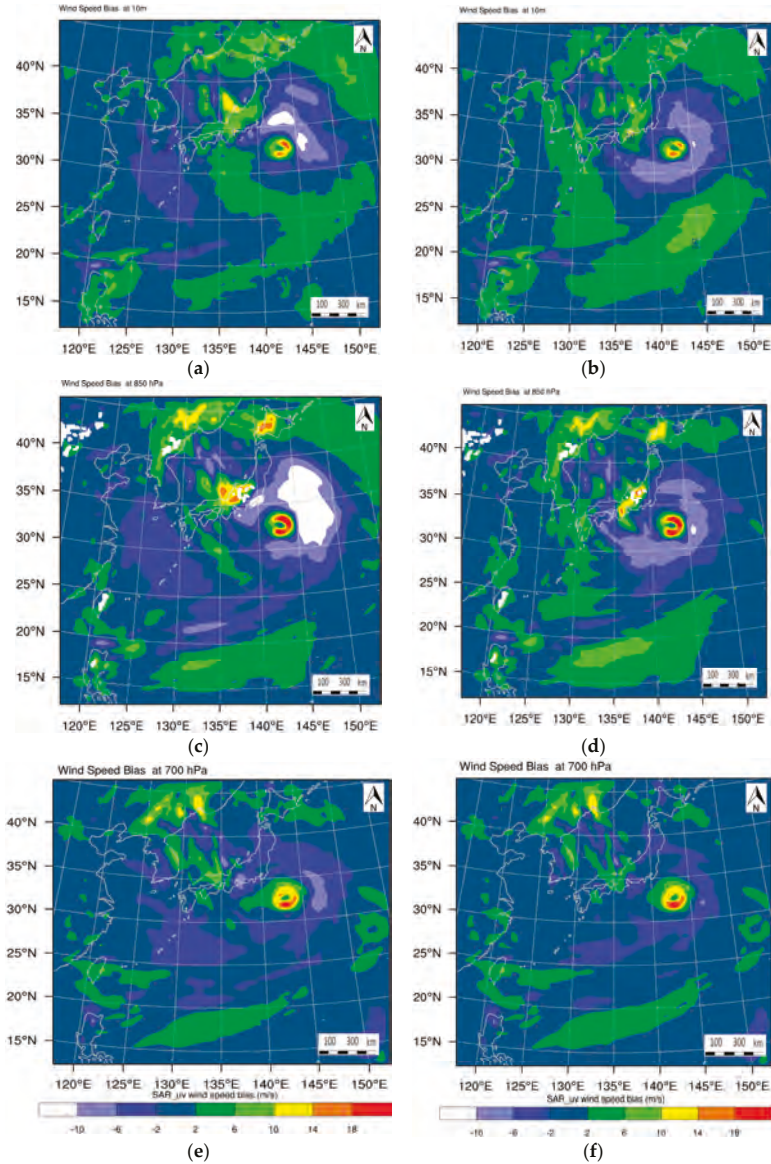 Wind Speed Bias at 10m
N
40°N
35°N
30°N
25°N
20°N
15°N
100 300 km
120°E 125°E 130°E 135°E 140°E 145°E 150°E
(a)
Wind Speed Bias at 10m
N
40°N
35°N
30°N
25°N
20°N
15°N
100 300 km
120°E 125°E 130°E 135°E 140°E 145°E 150°E
(b)
Wind Speed Bias at 850 hPa
N
40°N
35°N
30°N
25°N
20°N
15°N
100 300 km
120°E 125°E 130°E 135°E 140°E 145°E 150°E
(c)
Wind Speed Bias at 850 hPa
N
40°N
35°N
30°N
25°N
20°N
15°N
100 300 km
120°E 125°E 130°E 135°E 140°E 145°E 150°E
(d)
Wind Speed Bias at 700 hPa
N
40°N
35°N
30°N
25°N
20°N
15°N
100 300 km
120°E 125°E 130°E 135°E 140°E 145°E 150°E
SAR_uv wind speed bias (m/s)
-10 -6 -2 2 6 10 14 18
(e)
Wind Speed Bias at 700 hPa
N
40°N
35°N
30°N
25°N
20°N
15°N
100 300 km
120°E 125°E 130°E 135°E 140°E 145°E 150°E
SAR_uv wind speed bias (m/s)
-10 -6 -2 2 6 10 14 18
(f)